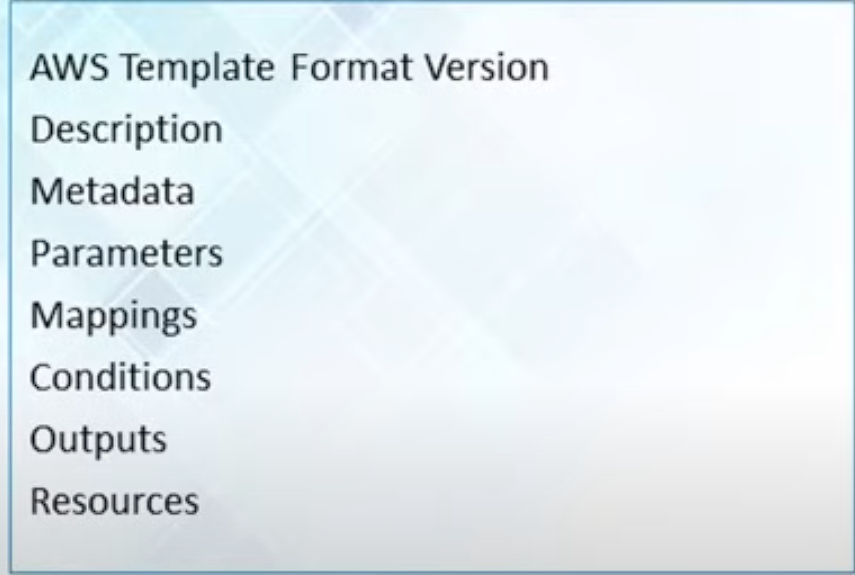 AWS Template Format Version
Description
Metadata
Parameters
Mappings
Conditions
Outputs
Resources